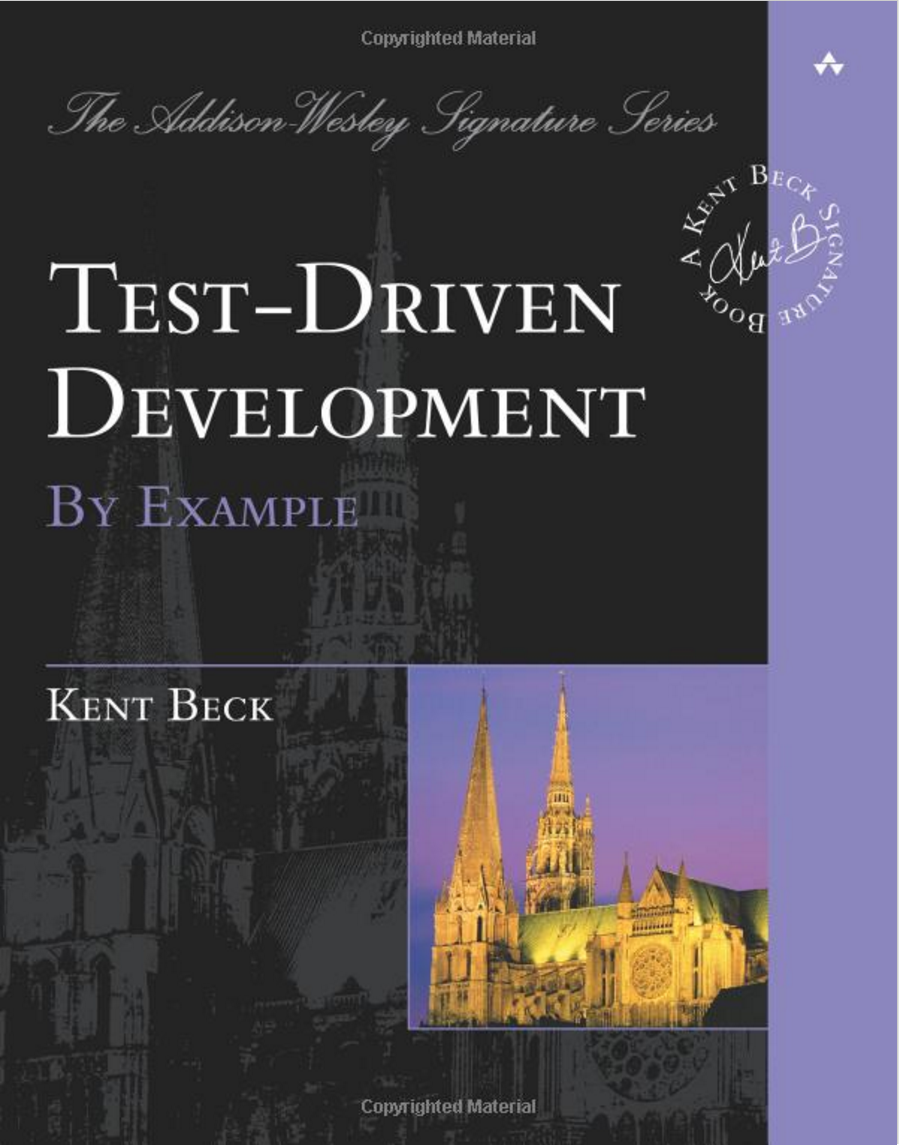 Copyrighted Material
The Addison-Wesley Signature Series
A KENT BECK SIGNATURE BOOK
Kent B
TEST-DRIVEN
DEVELOPMENT
BY EXAMPLE
KENT BECK
Copyrighted Material